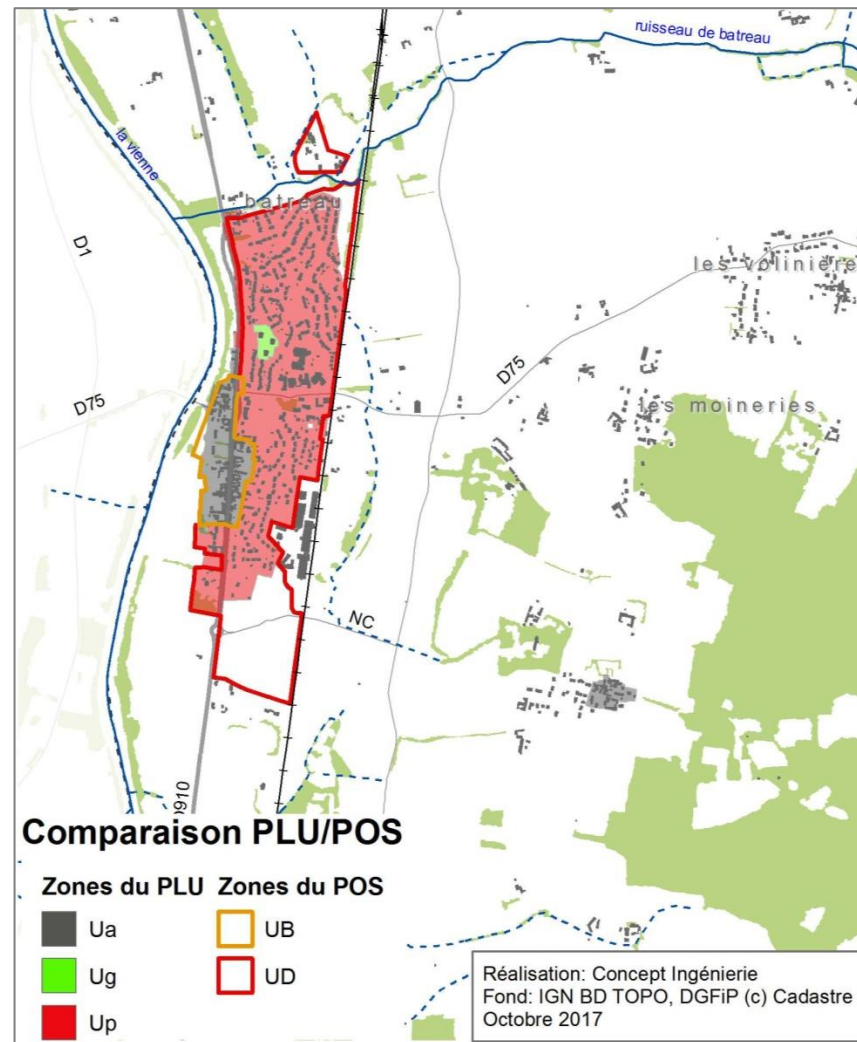 ruisseau de batreau
la vienne
batreau
D1
les volinière
D75
D75
les moineries
NC
D910
Comparaison PLU/POS
Zones du PLU Zones du POS
Ua UB
Ug UD
Up
Réalisation: Concept Ingénierie
Fond: IGN BD TOPO, DGFiP (c) Cadastre
Octobre 2017